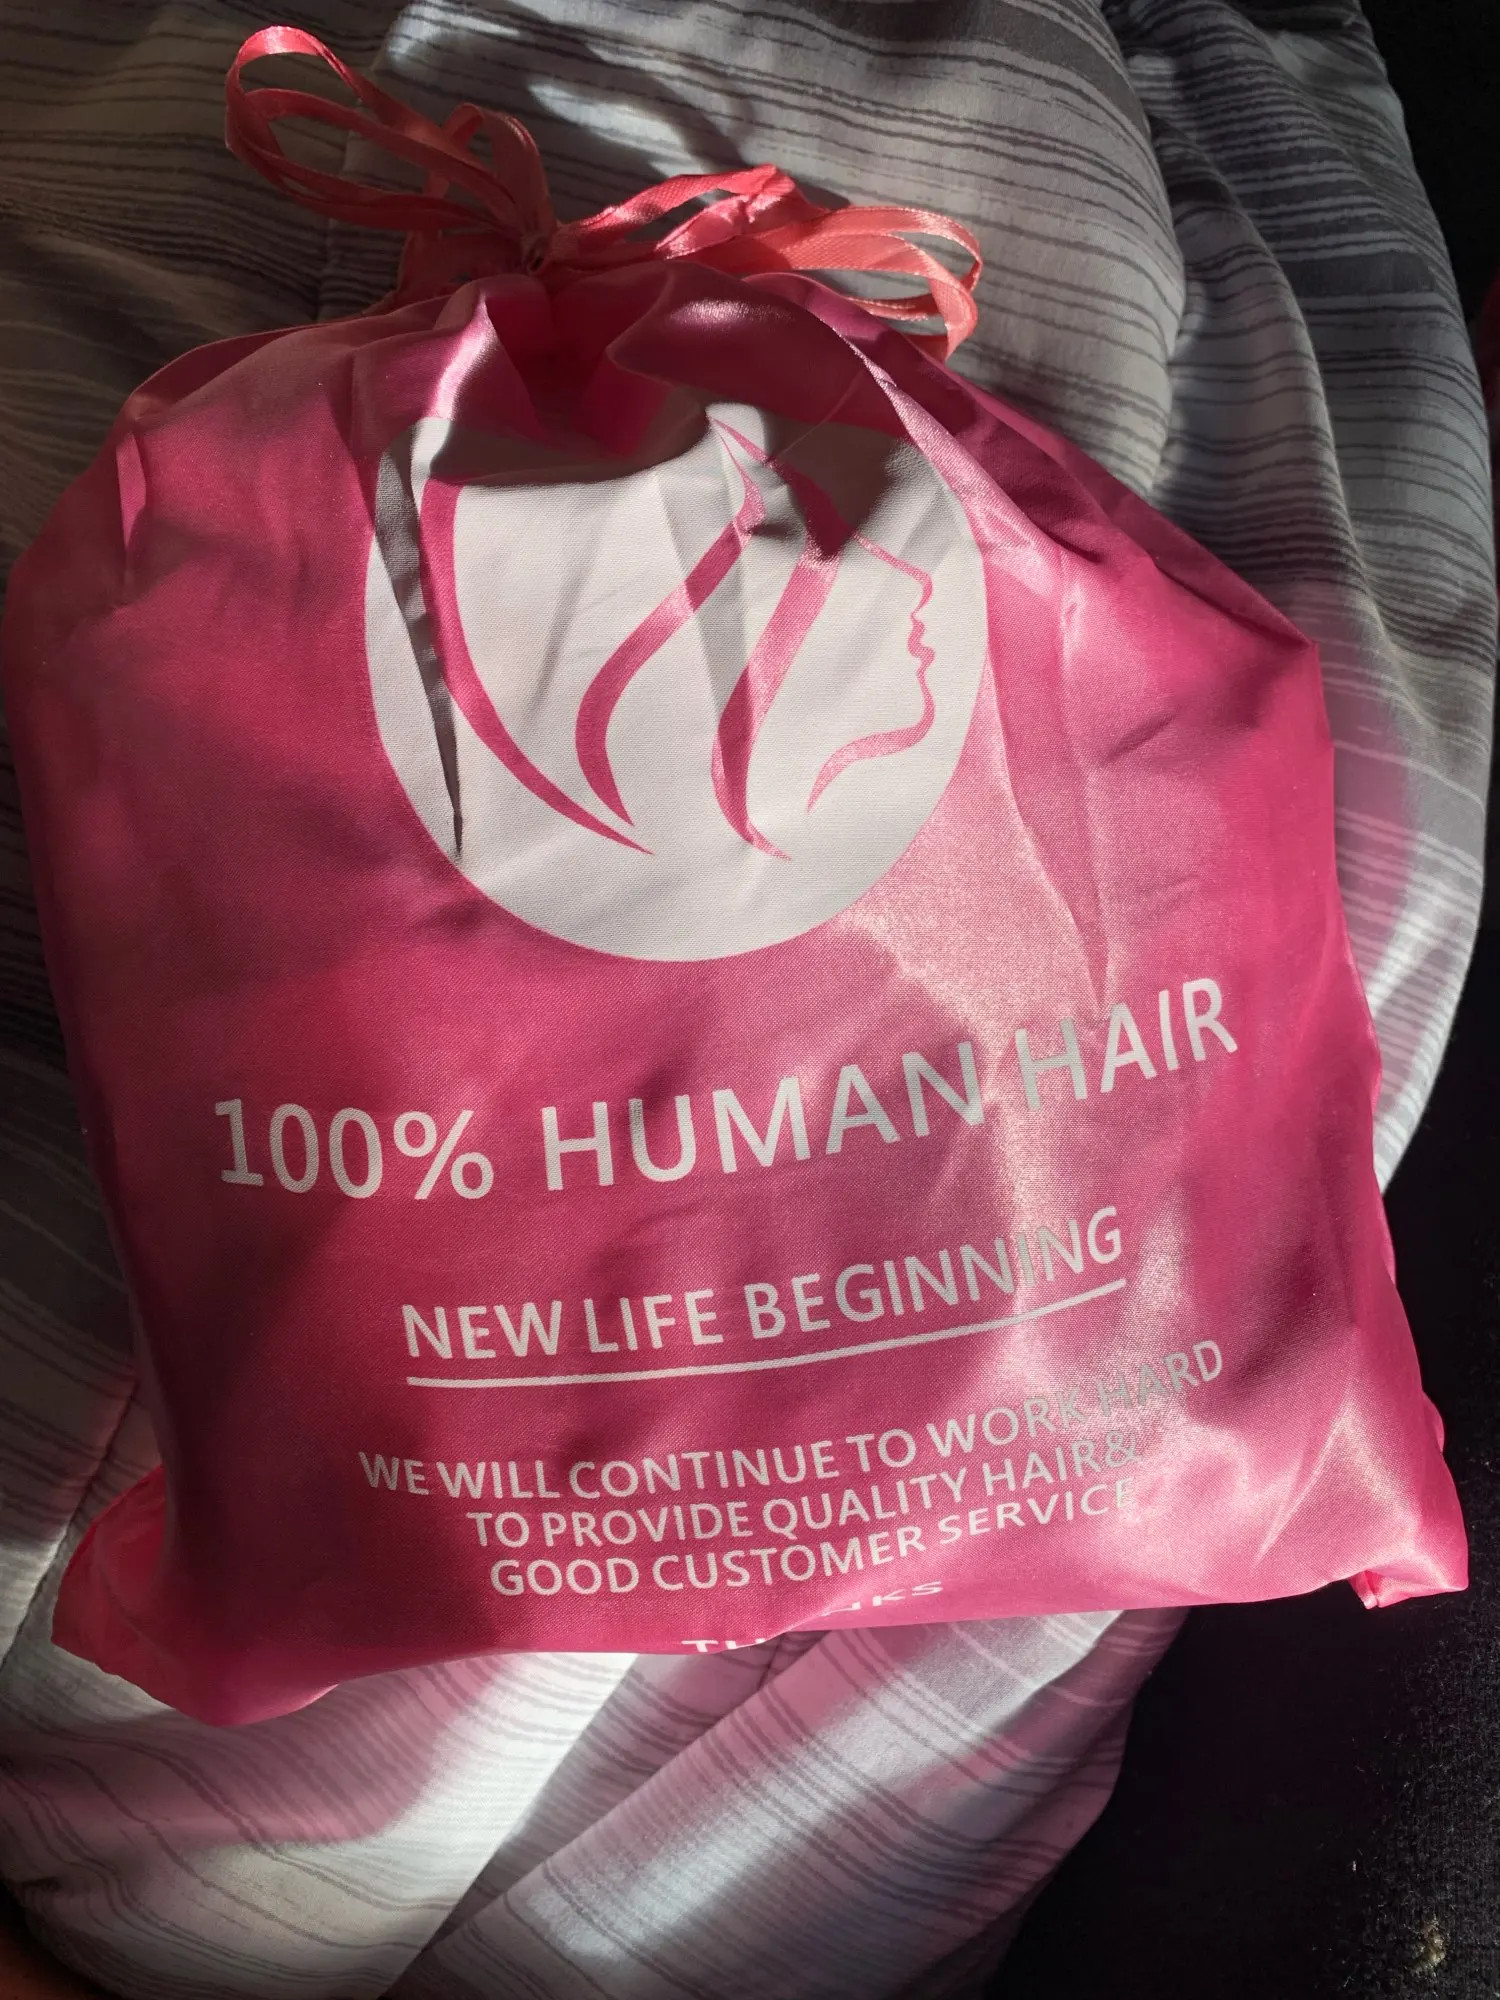 100% HUMAN HAIR
NEW LIFE BEGINNING
WE WILL CONTINUE TO WORK HARD
TO PROVIDE QUALITY HAIR&
GOOD CUSTOMER SERVICE